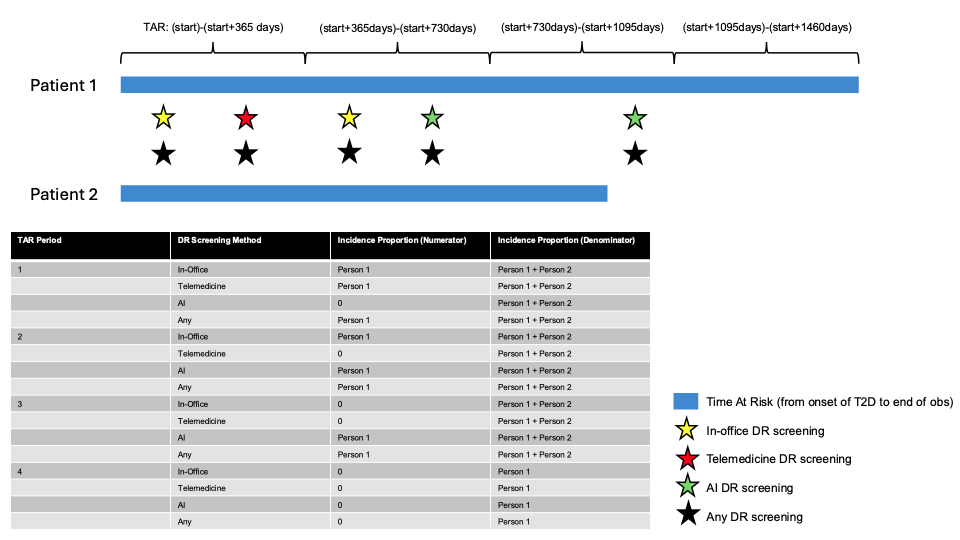 TAR: (start)-(start+365 days) (start+365days)-(start+730days) (start+730days)-(start+1095days) (start+1095days)-(start+1460days)
Patient 1
Patient 2
TAR Period DR Screening Method Incidence Proportion (Numerator) Incidence Proportion (Denominator)
1 In-Office Person 1 Person 1 + Person 2
Telemedicine Person 1 Person 1 + Person 2
AI 0 Person 1 + Person 2
Any Person 1 Person 1 + Person 2
2 In-Office Person 1 Person 1 + Person 2
Telemedicine 0 Person 1 + Person 2
AI Person 1 Person 1 + Person 2
Any Person 1 Person 1 + Person 2
3 In-Office 0 Person 1 + Person 2
Telemedicine 0 Person 1 + Person 2
AI Person 1 Person 1 + Person 2
Any Person 1 Person 1 + Person 2
4 In-Office 0 Person 1
Telemedicine 0 Person 1
AI 0 Person 1
Any 0 Person 1
Time At Risk (from onset of T2D to end of obs)
In-office DR screening
Telemedicine DR screening
AI DR screening
Any DR screening